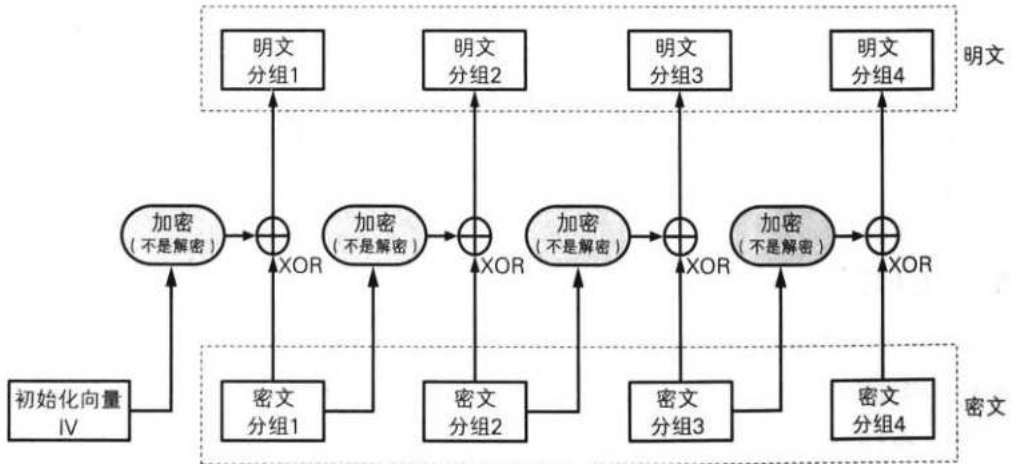 明文
分组1
明文
分组2
明文
分组3
明文
分组4
明文
加密
(不是解密)
XOR
加密
(不是解密)
XOR
加密
(不是解密)
XOR
加密
(不是解密)
XOR
初始化向量
IV
密文
分组1
密文
分组2
密文
分组3
密文
分组4
密文